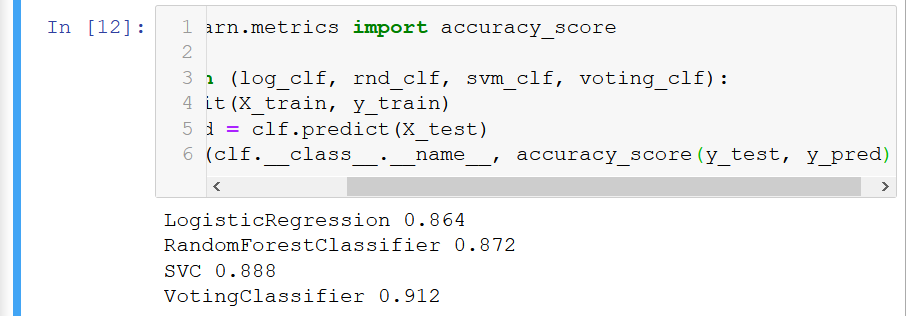 In [12]:
1 arn.metrics import accuracy_score
2
3 n (log_clf, rnd_clf, svm_clf, voting_clf):
4 it(X_train, y_train)
5 d = clf.predict(X_test)
6 (clf.__class__.__name__, accuracy_score(y_test, y_pred)
LogisticRegression 0.864
RandomForestClassifier 0.872
SVC 0.888
VotingClassifier 0.912